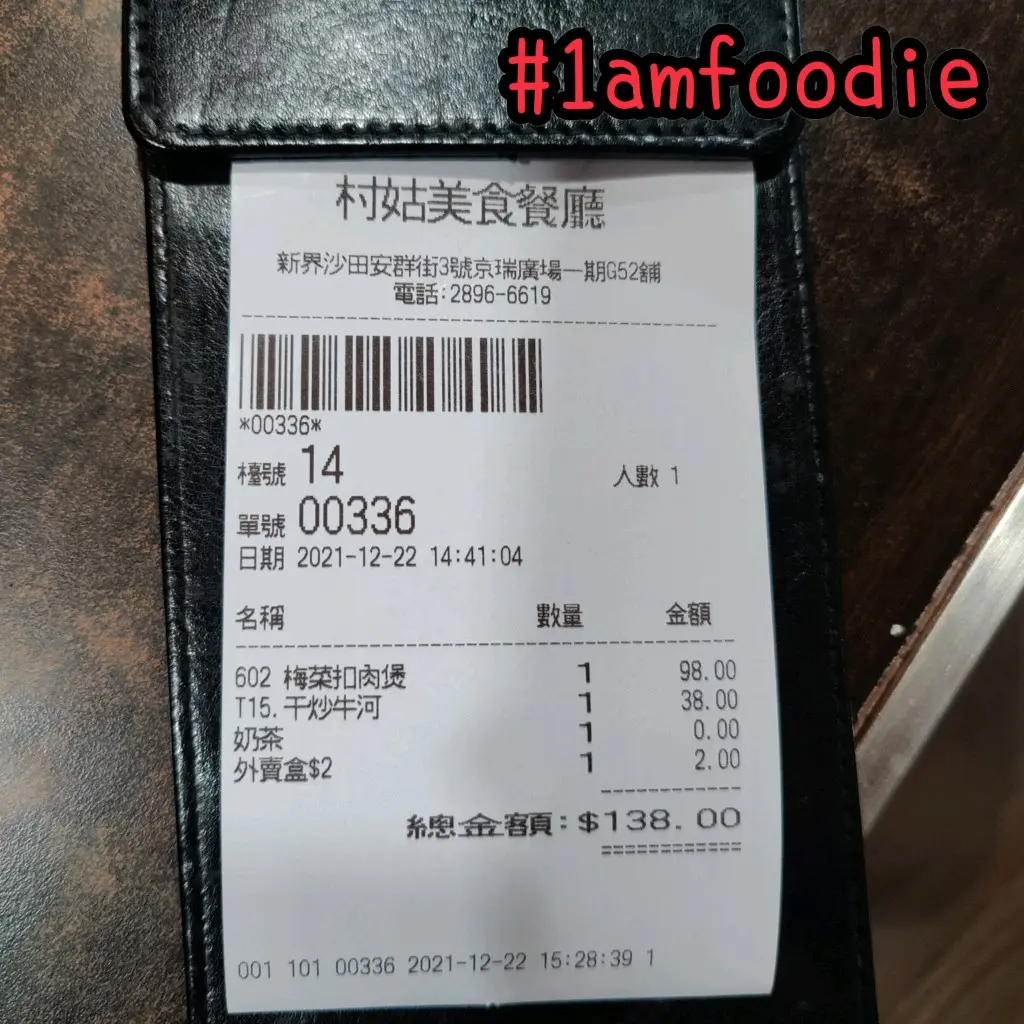 #1amfoodie
村姑美食餐廳
新界沙田安群街3號京瑞廣場一期G52舖
電話:2896-6619
*00336*
檯號 14 人數 1
單號 00336
日期 2021-12-22 14:41:04
名稱 數量 金額
602 梅菜扣肉煲 1 98.00
T15.干炒牛河 1 38.00
奶茶 1 0.00
外賣盒$2 1 2.00
總金額:$138.00
001 101 00336 2021-12-22 15:28:39 1